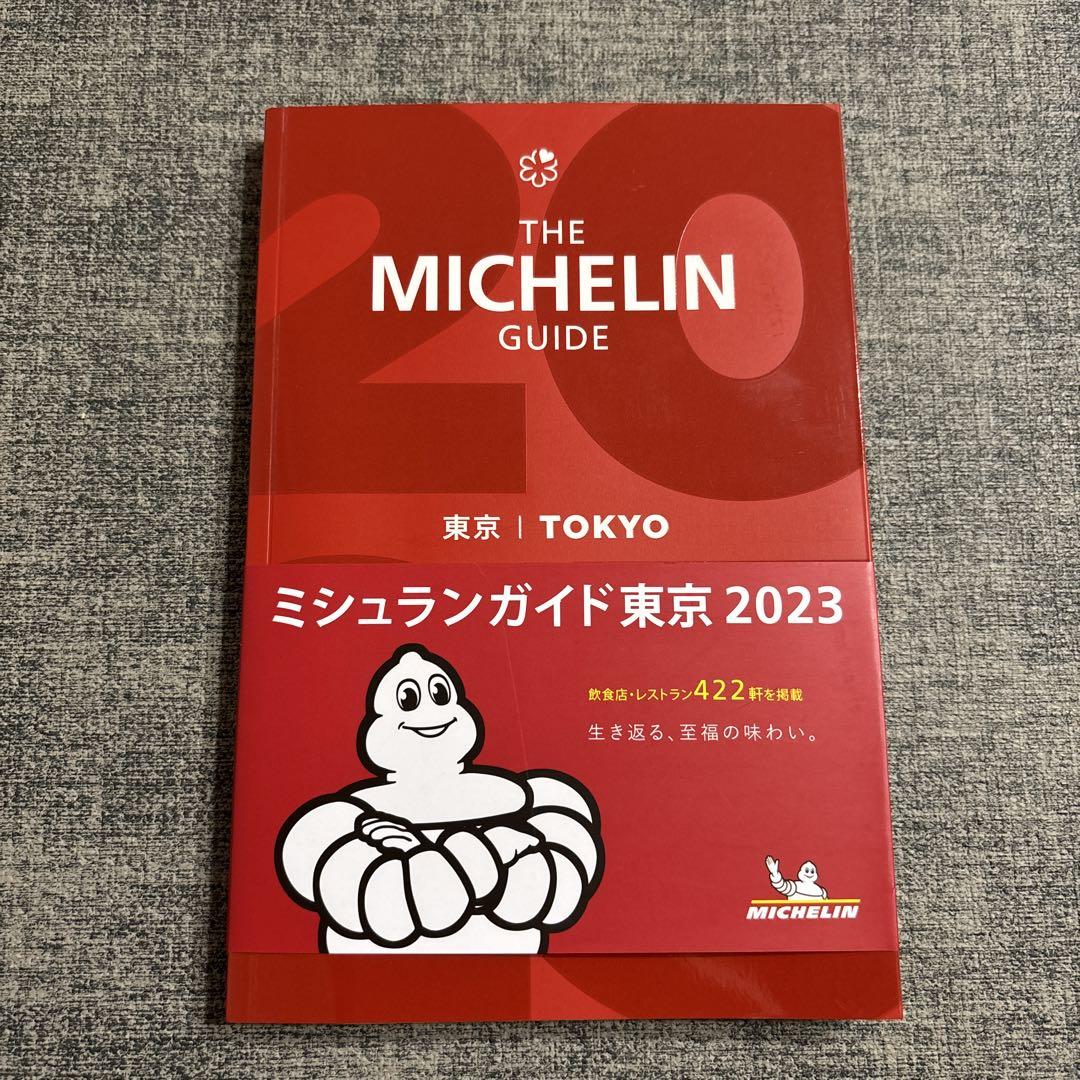 20
THE
MICHELIN
GUIDE
東京 | TOKYO
ミシュランガイド東京 2023
飲食店・レストラン422軒を掲載
生き返る、至福の味わい。
MICHELIN